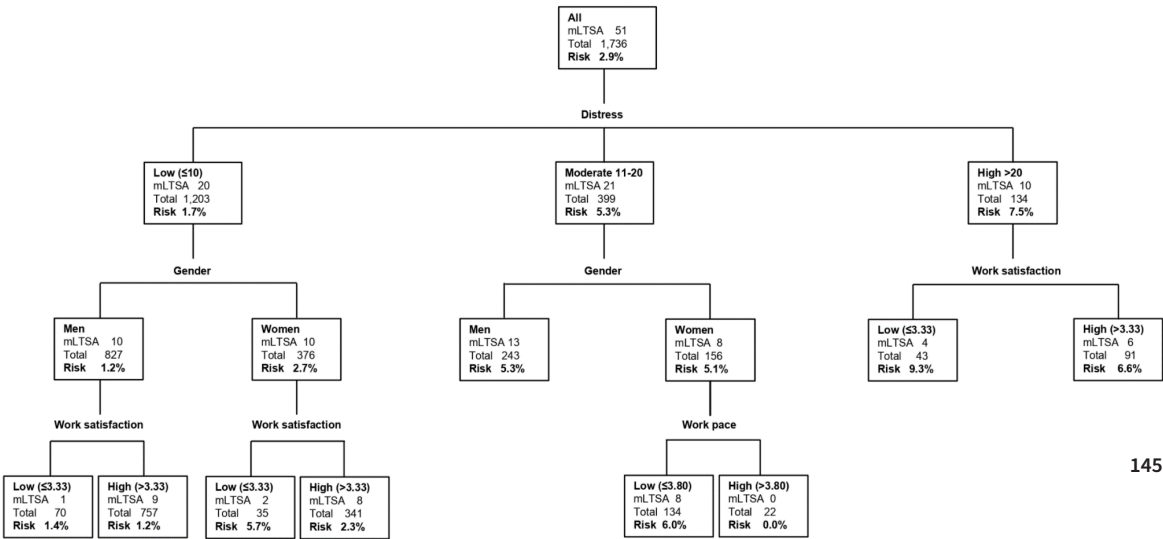 All
mLTSA 51
Total 1,736
Risk 2.9%
Distress
Low (≤10)
mLTSA 20
Total 1,203
Risk 1.7%
Moderate 11-20
mLTSA 21
Total 399
Risk 5.3%
High >20
mLTSA 10
Total 134
Risk 7.5%
Gender
Gender
Work satisfaction
Men
mLTSA 10
Total 827
Risk 1.2%
Women
mLTSA 10
Total 376
Risk 2.7%
Men
mLTSA 13
Total 243
Risk 5.3%
Women
mLTSA 8
Total 156
Risk 5.1%
Low (≤3.33)
mLTSA 4
Total 43
Risk 9.3%
High (>3.33)
mLTSA 6
Total 91
Risk 6.6%
Work satisfaction
Work satisfaction
Work pace
Low (≤3.33)
mLTSA 1
Total 70
Risk 1.4%
High (>3.33)
mLTSA 9
Total 757
Risk 1.2%
Low (≤3.33)
mLTSA 2
Total 35
Risk 5.7%
High (>3.33)
mLTSA 8
Total 341
Risk 2.3%
Low (≤3.80)
mLTSA 8
Total 134
Risk 6.0%
High (>3.80)
mLTSA 0
Total 22
Risk 0.0%
145